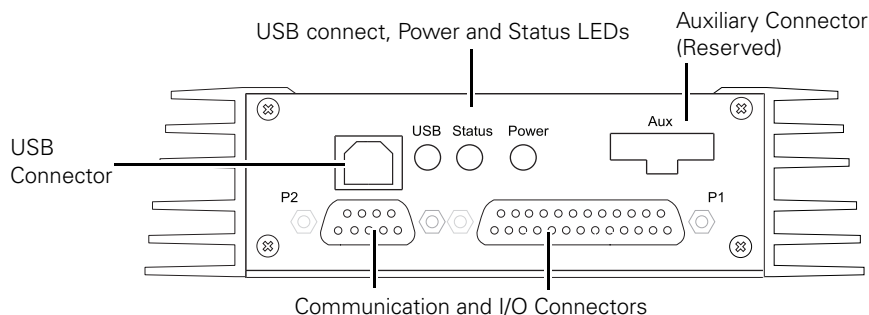 USB connect, Power and Status LEDs
Auxiliary Connector
(Reserved)
USB Status Power
Aux
USB
Connector
P2
P1
Communication and I/O Connectors